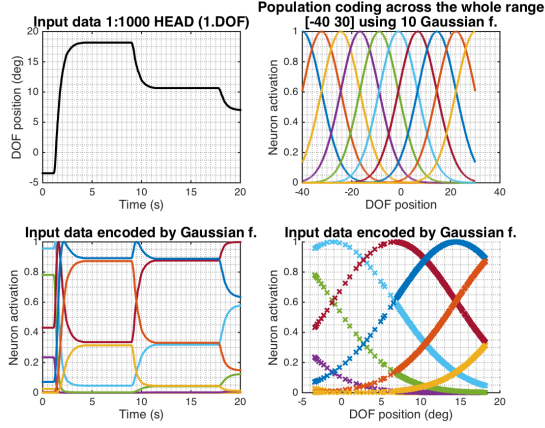 Input data 1:1000 HEAD (1.DOF)
20
15
10
5
0
-5
DOF position (deg)
0 5 10 15 20
Time (s)
Population coding across the whole range
[-40 30] using 10 Gaussian f.
1
0.8
0.6
0.4
0.2
0
Neuron activation
-40 -20 0 20 40
DOF position
Input data encoded by Gaussian f.
1
0.8
0.6
0.4
0.2
0
Neuron activation
0 5 10 15 20
Time (s)
Input data encoded by Gaussian f.
1
0.8
0.6
0.4
0.2
0
Neuron activation
-5 0 5 10 15 20
DOF position (deg)